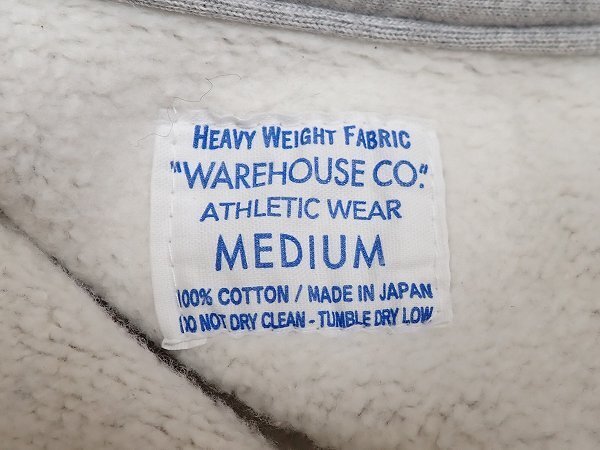 HEAVY WEIGHT FABRIC
"WAREHOUSE CO."
ATHLETIC WEAR
MEDIUM
100% COTTON / MADE IN JAPAN
DO NOT DRY CLEAN - TUMBLE DRY LOW